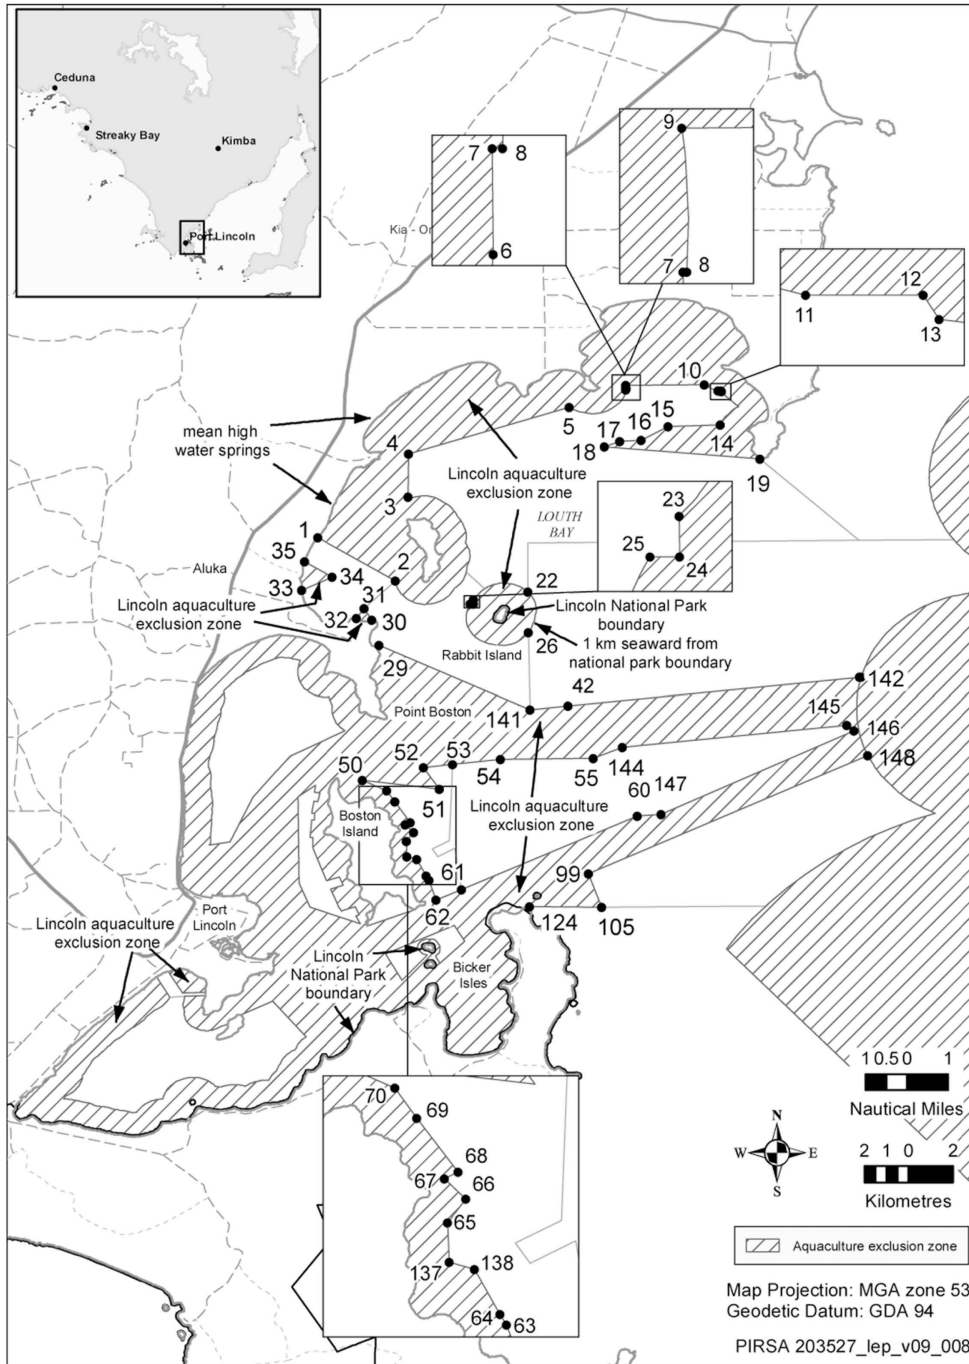 Ceduna
Streaky Bay
Kimba
Port Lincoln
9
7
8
6
7
8
12
11
13
10
15
5
14
16
17
18
4
19
mean high
water springs
Lincoln aquaculture
exclusion zone
3
23
LOUTH
BAY
25
24
1
35
2
22
Aluka
34
33
31
Lincoln National Park
boundary
Lincoln aquaculture
exclusion zone
32
30
26
1 km seaward from
national park boundary
Rabbit Island
29
42
142
Point Boston
141
145
146
52
53
144
148
50
54
55
51
60
147
Boston
Island
Lincoln aquaculture
exclusion zone
61
99
62
124
105
Port
Lincoln
Lincoln aquaculture
exclusion zone
Lincoln
National Park
boundary
Bicker
Isles
70
69
68
67
66
65
137
138
64
63
1 0.5 0 1
Nautical Miles
N
W E
S
2 1 0 2
Kilometres
Aquaculture exclusion zone
Map Projection: MGA zone 53
Geodetic Datum: GDA 94
PIRSA 203527_lep_v09_008